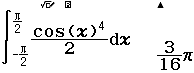 ∫_{-π/2}^{π/2} cos(x)^4/2 dx
3/16 π